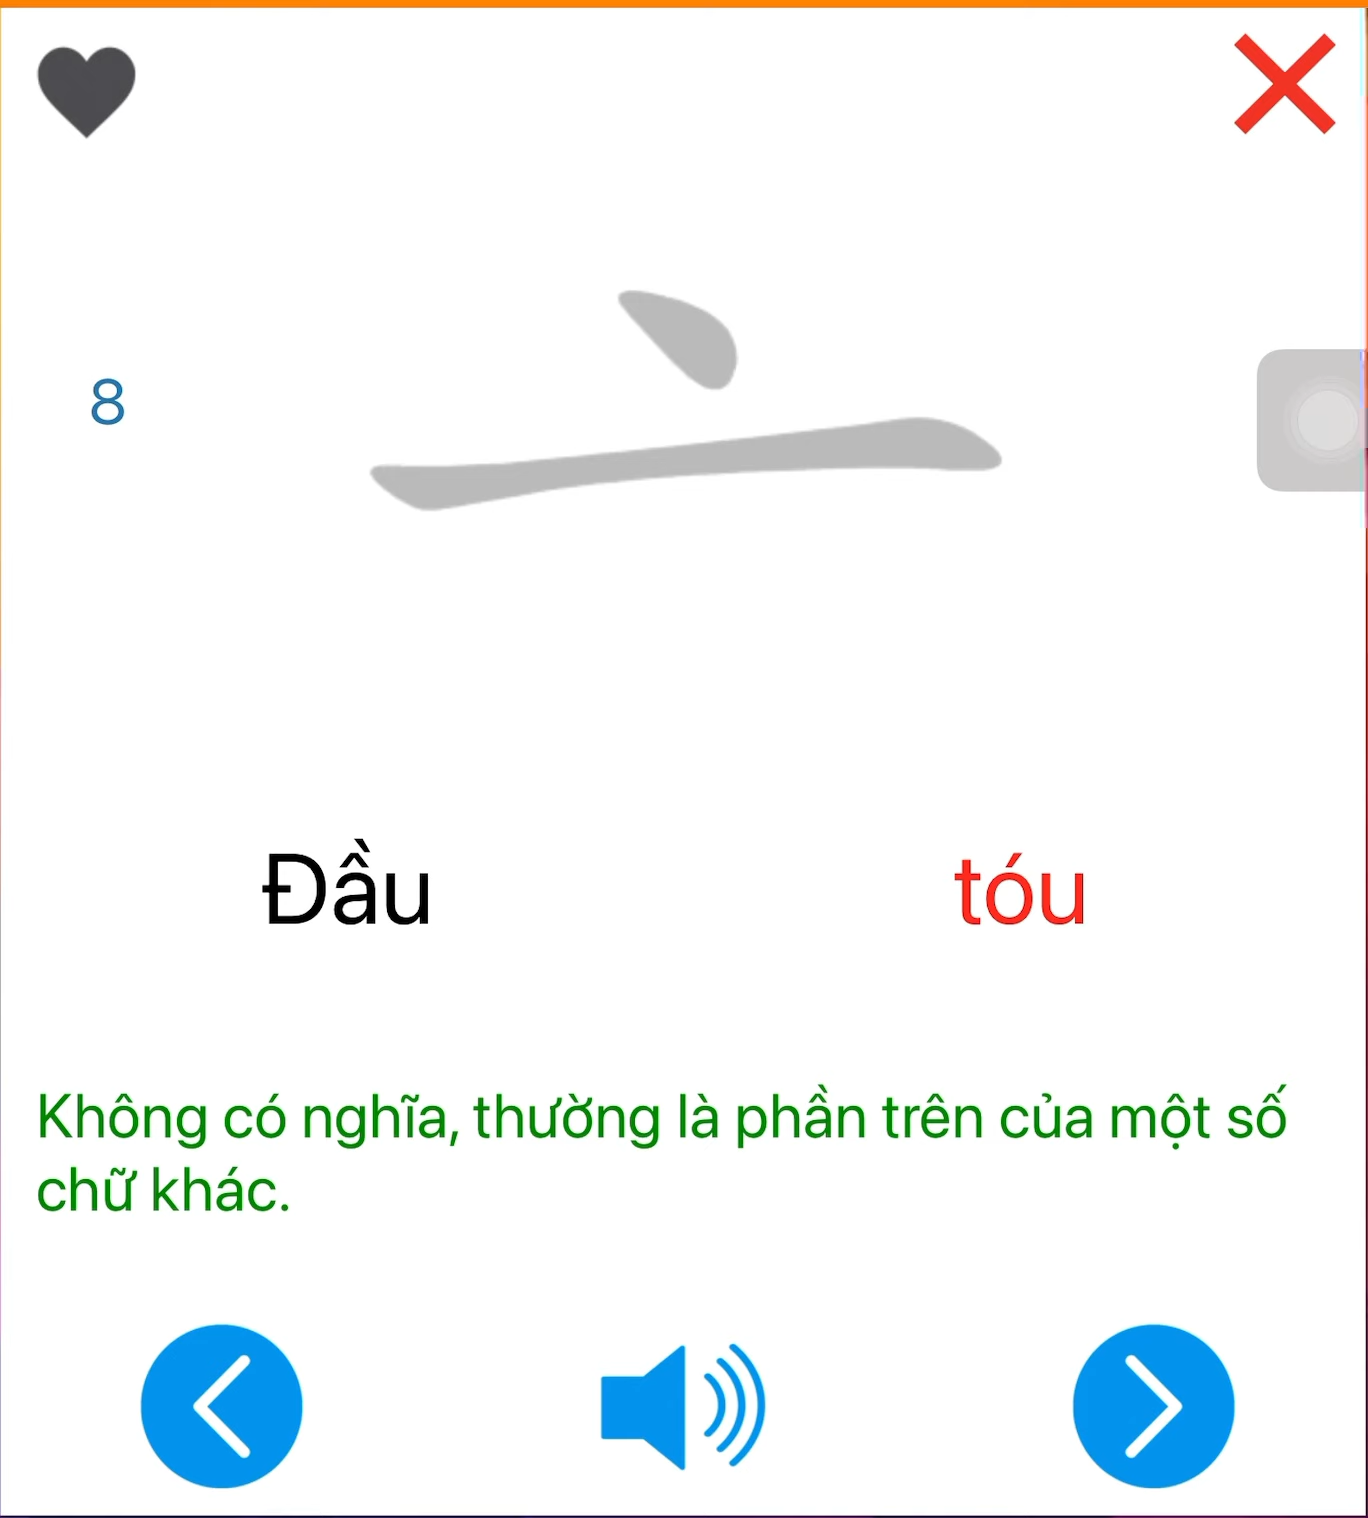 亠
8
Đầu tóu
Không có nghĩa, thường là phần trên của một số
chữ khác.